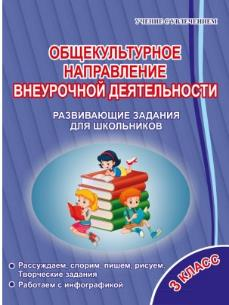 УЧЕНИЕ С УВЛЕЧЕНИЕМ
ОБЩЕКУЛЬТУРНОЕ
НАПРАВЛЕНИЕ
ВНЕУРОЧНОЙ ДЕЯТЕЛЬНОСТИ
РАЗВИВАЮЩИЕ ЗАДАНИЯ
ДЛЯ ШКОЛЬНИКОВ
Рассуждаем, спорим, пишем, рисуем.
Творческие задания
Работаем с инфографикой
3 КЛАСС